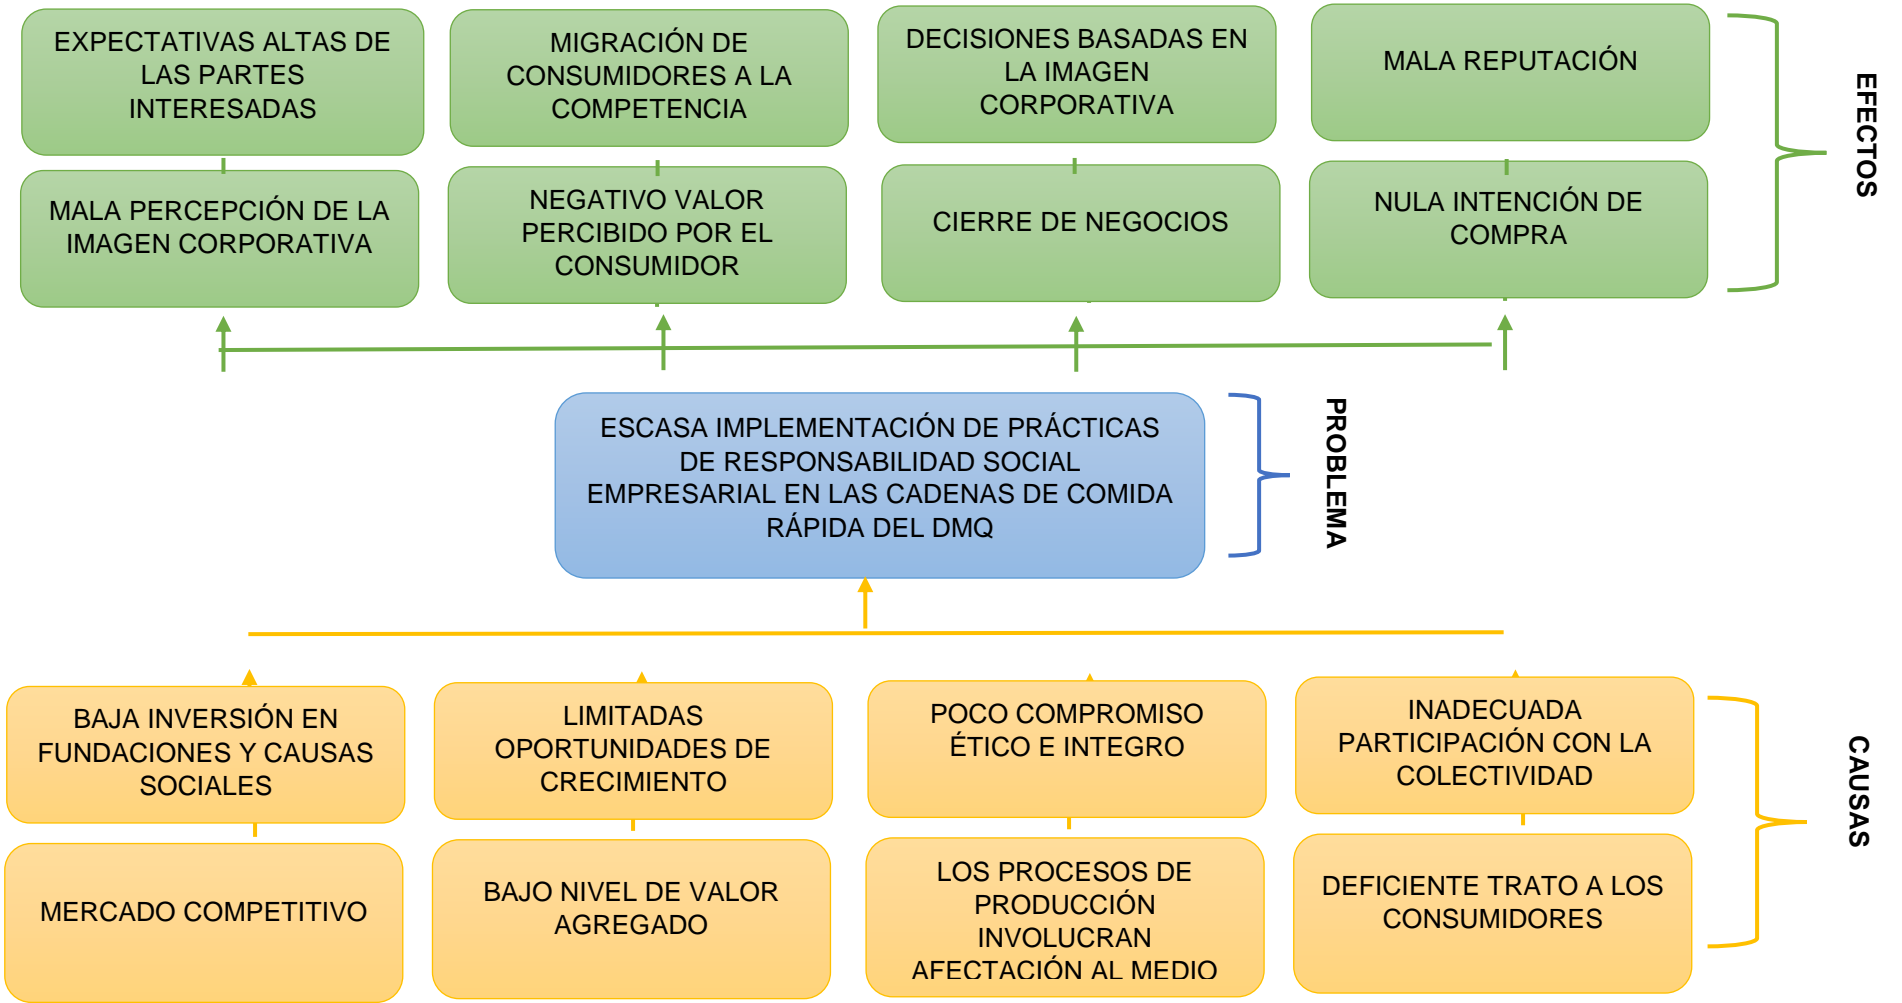 EXPECTATIVAS ALTAS DE
LAS PARTES
INTERESADAS
MIGRACIÓN DE
CONSUMIDORES A LA
COMPETENCIA
DECISIONES BASADAS EN
LA IMAGEN
CORPORATIVA
MALA REPUTACIÓN
EFECTOS
MALA PERCEPCIÓN DE LA
IMAGEN CORPORATIVA
NEGATIVO VALOR
PERCIBIDO POR EL
CONSUMIDOR
CIERRE DE NEGOCIOS
NULA INTENCIÓN DE
COMPRA
ESCASA IMPLEMENTACIÓN DE PRÁCTICAS
DE RESPONSABILIDAD SOCIAL
EMPRESARIAL EN LAS CADENAS DE COMIDA
RÁPIDA DEL DMQ
PROBLEMA
BAJA INVERSIÓN EN
FUNDACIONES Y CAUSAS
SOCIALES
LIMITADAS
OPORTUNIDADES DE
CRECIMIENTO
POCO COMPROMISO
ÉTICO E INTEGRO
INADECUADA
PARTICIPACIÓN CON LA
COLECTIVIDAD
CAUSAS
MERCADO COMPETITIVO
BAJO NIVEL DE VALOR
AGREGADO
LOS PROCESOS DE
PRODUCCIÓN
INVOLUCRAN
AFECTACIÓN AL MEDIO
DEFICIENTE TRATO A LOS
CONSUMIDORES